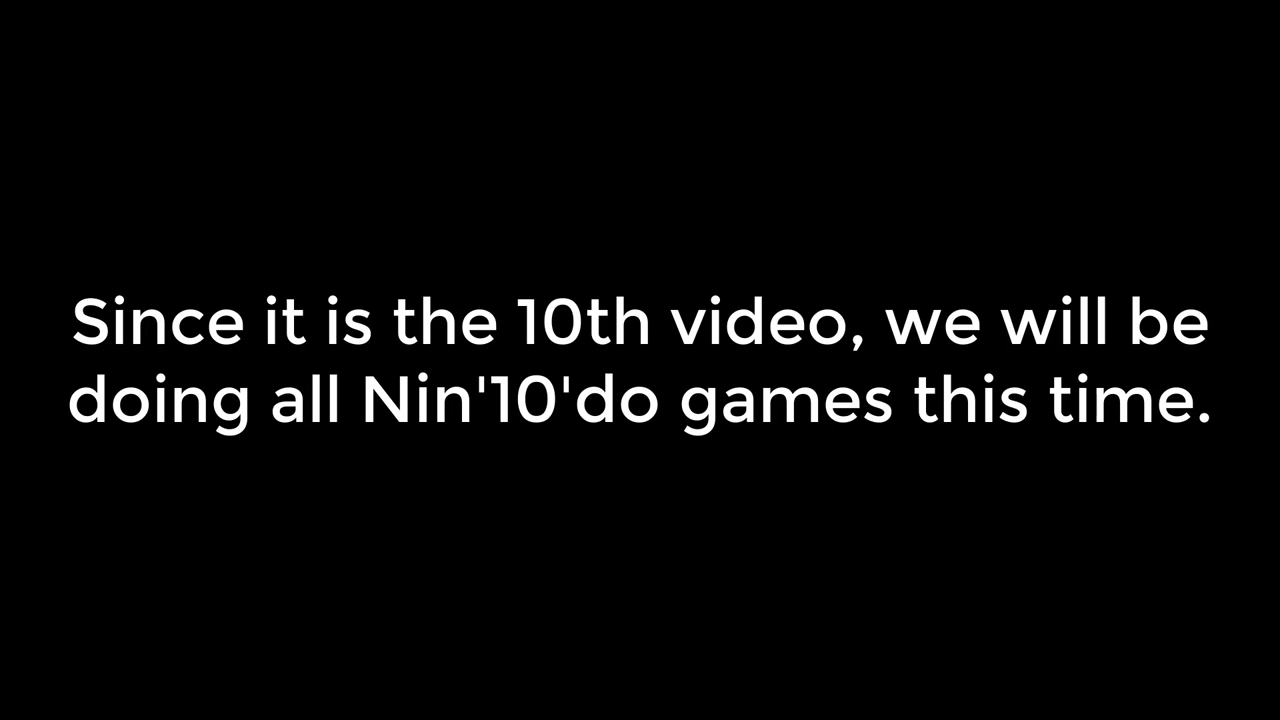 Since it is the 10th video, we will be
doing all Nin'10'do games this time.